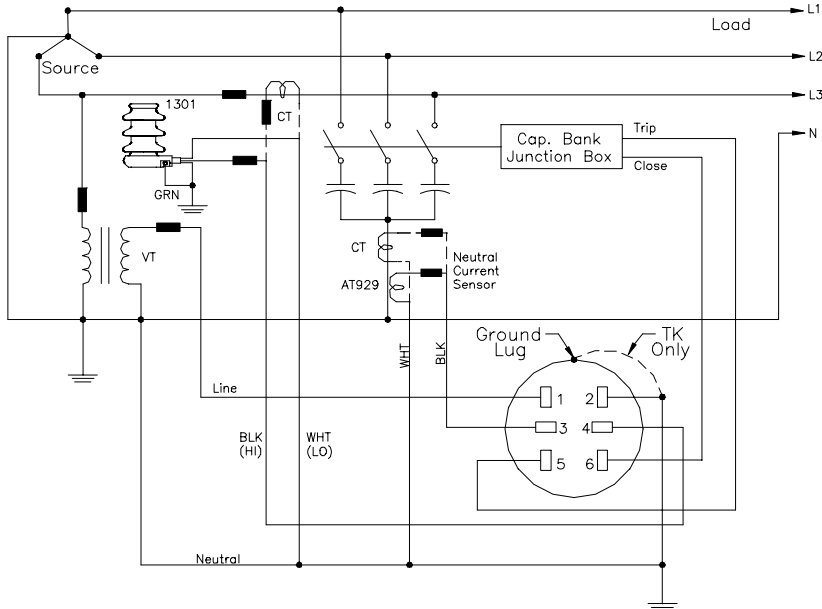 L1
Load
L2
Source
L3
1301
CT
Cap. Bank
Junction Box
Trip
Close
N
GRN
VT
CT
Neutral
Current
Sensor
AT929
Ground
Lug
TK
Only
WHT
BLK
Line
1
2
BLK
(HI)
WHT
(LO)
3
4
5
6
Neutral